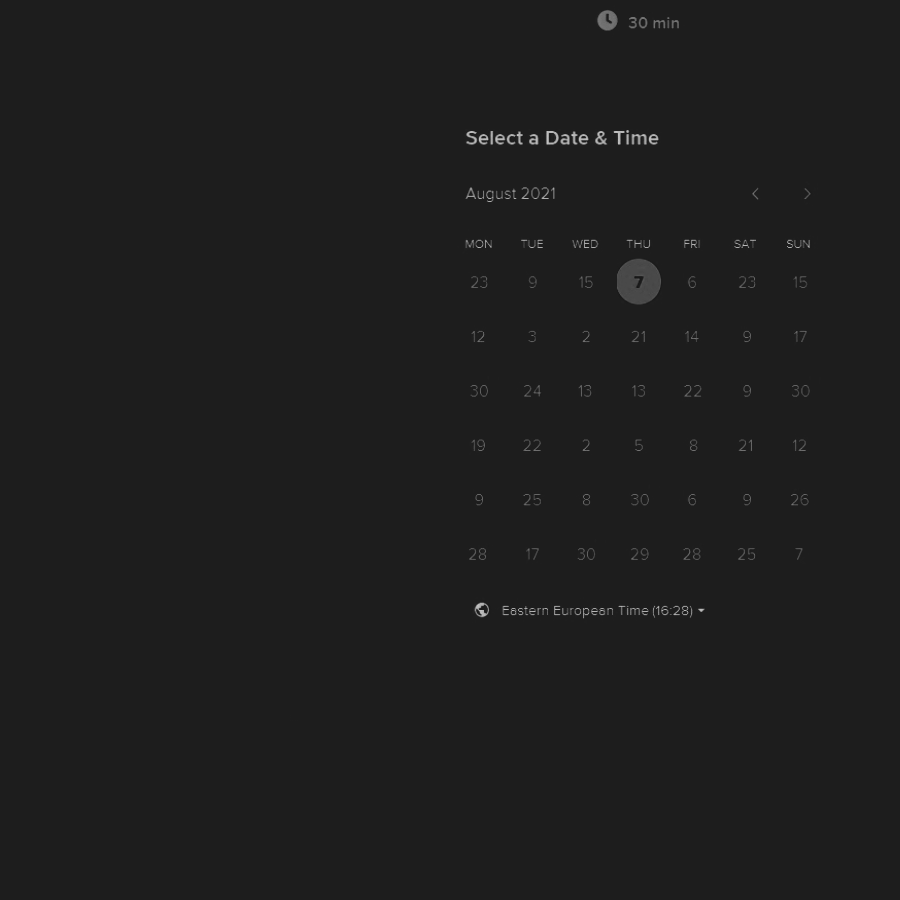 30 min
Select a Date & Time
August 2021
MON TUE WED THU FRI SAT SUN
23 9 15 7 6 23 15
12 3 2 21 14 9 17
30 24 13 13 22 9 30
19 22 2 5 8 21 12
9 25 8 30 6 9 26
28 17 30 29 28 25 7
Eastern European Time (16:28)